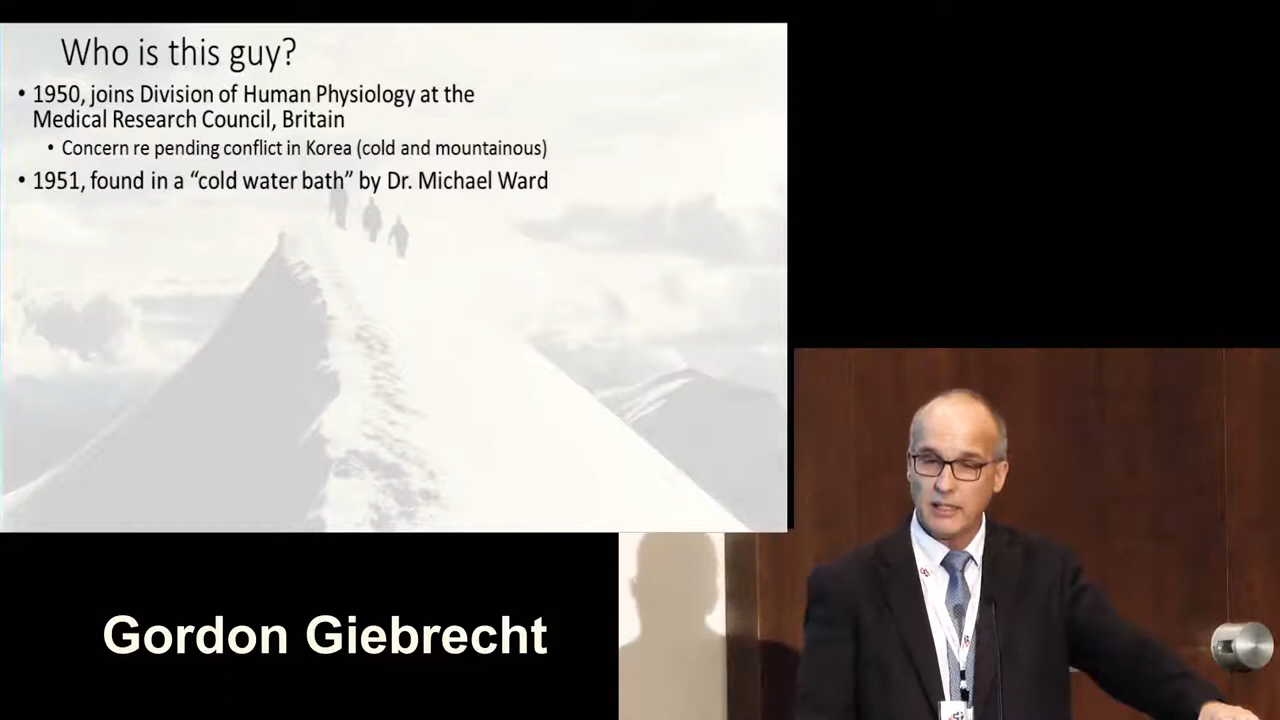 Who is this guy?
• 1950, joins Division of Human Physiology at the
Medical Research Council, Britain
• Concern re pending conflict in Korea (cold and mountainous)
• 1951, found in a “cold water bath” by Dr. Michael Ward
Gordon Giebrecht